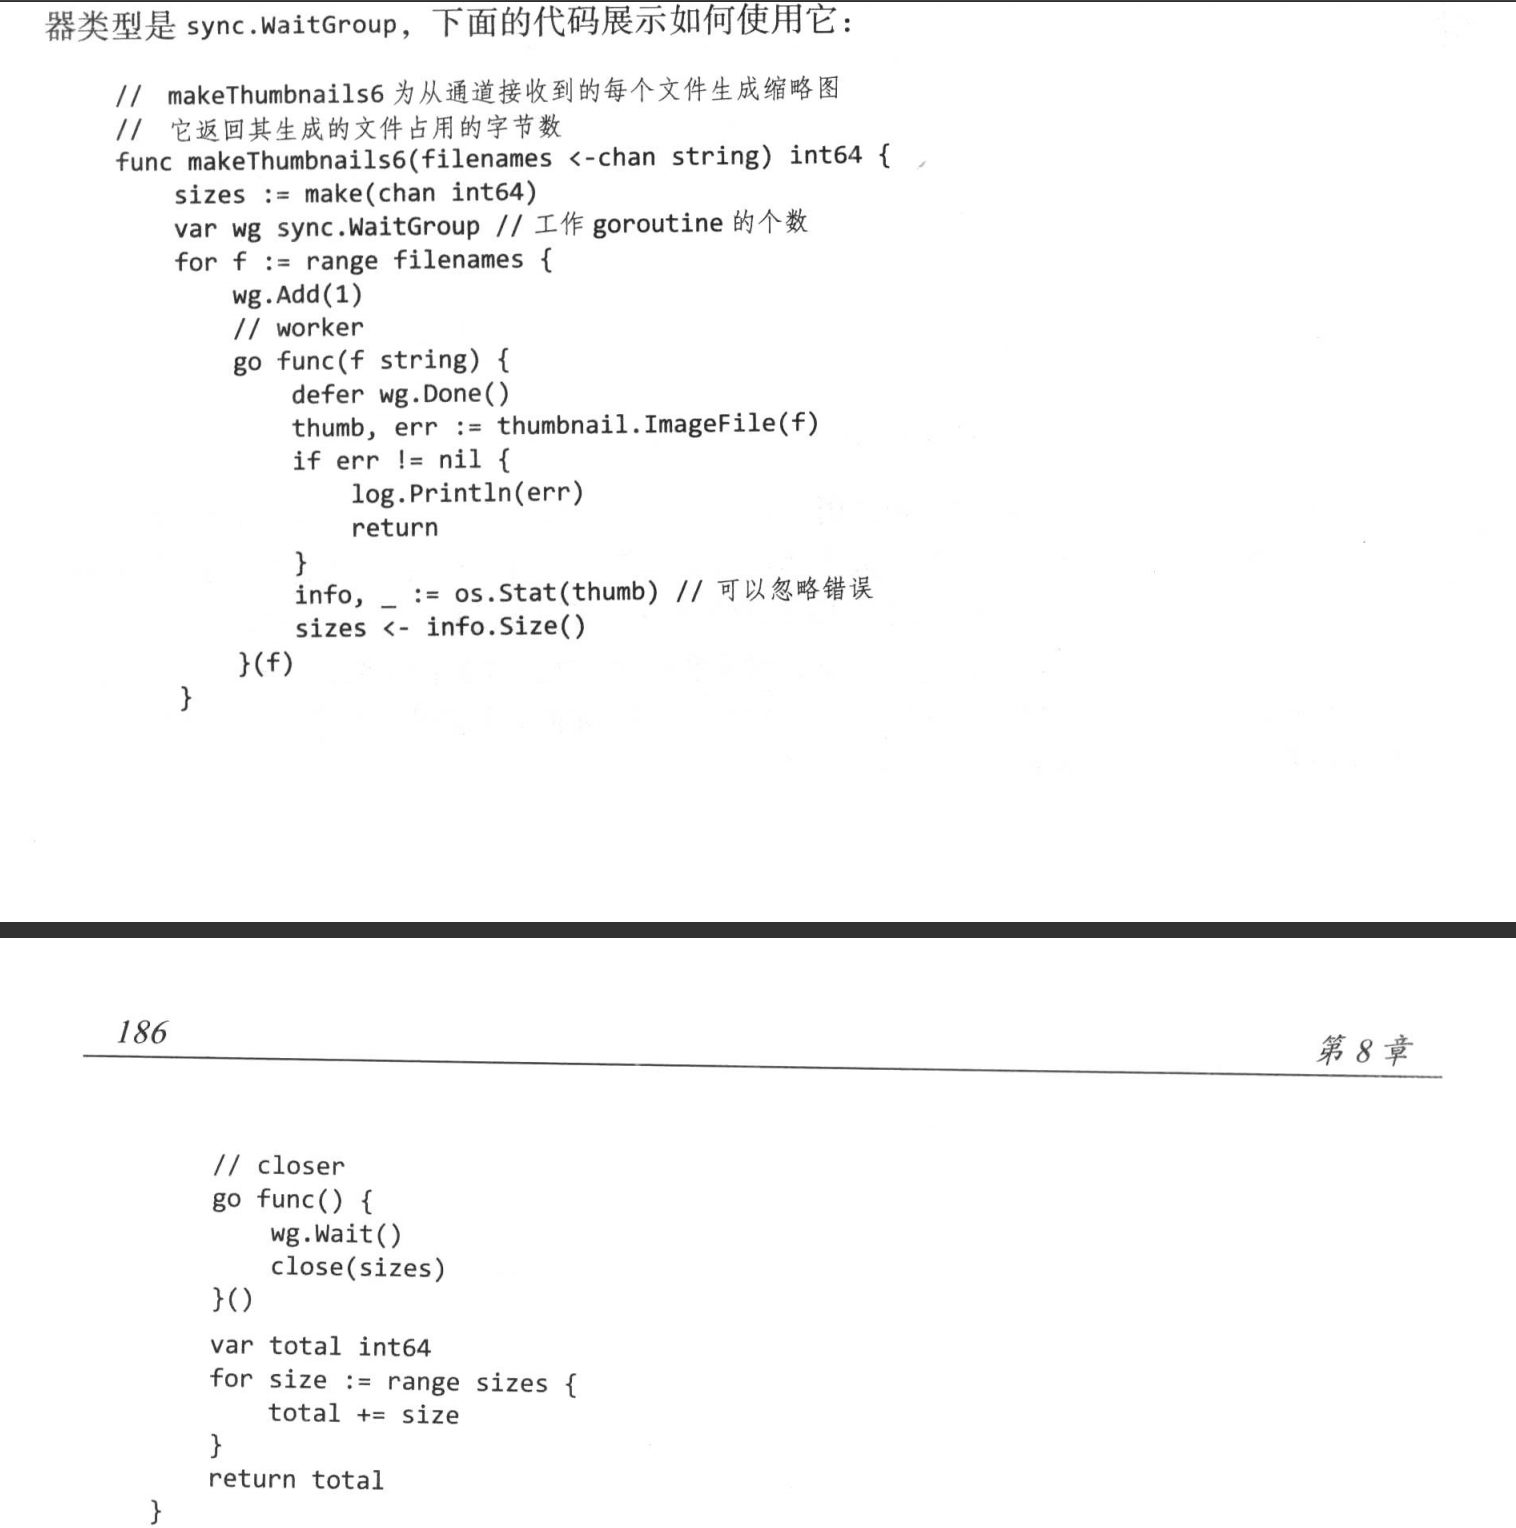 器类型是 sync.WaitGroup，下面的代码展示如何使用它：
// makeThumbnails6 为从通道接收到的每个文件生成缩略图
// 它返回其生成的文件占用的字节数
func makeThumbnails6(filenames <-chan string) int64 {
    sizes := make(chan int64)
    var wg sync.WaitGroup // 工作 goroutine 的个数
    for f := range filenames {
        wg.Add(1)
        // worker
        go func(f string) {
            defer wg.Done()
            thumb, err := thumbnail.ImageFile(f)
            if err != nil {
                log.Println(err)
                return
            }
            info, _ := os.Stat(thumb) // 可以忽略错误
            sizes <- info.Size()
        }(f)
    }
186
第 8 章
    // closer
    go func() {
        wg.Wait()
        close(sizes)
    }()
    var total int64
    for size := range sizes {
        total += size
    }
    return total
}